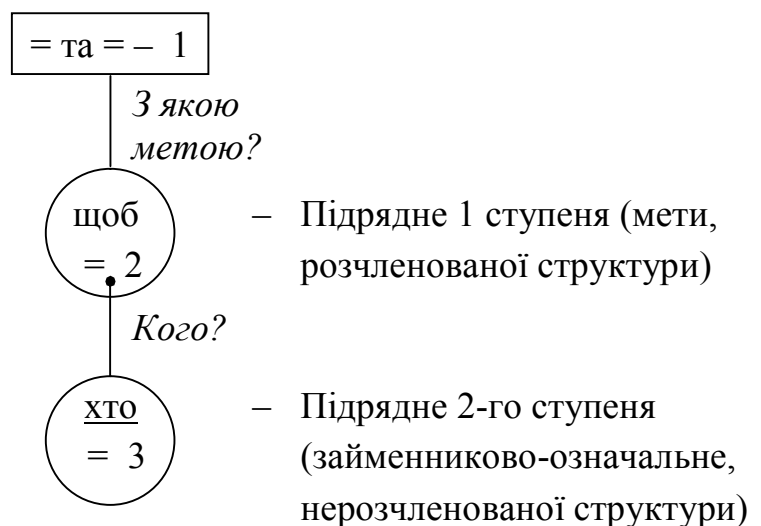 = та = – 1
З якою
метою?
щоб – Підрядне 1 ступеня (мети,
= 2 розчленованої структури)
Кого?
хто – Підрядне 2-го ступеня
= 3 (займенниково-означальне,
нерозчленованої структури)